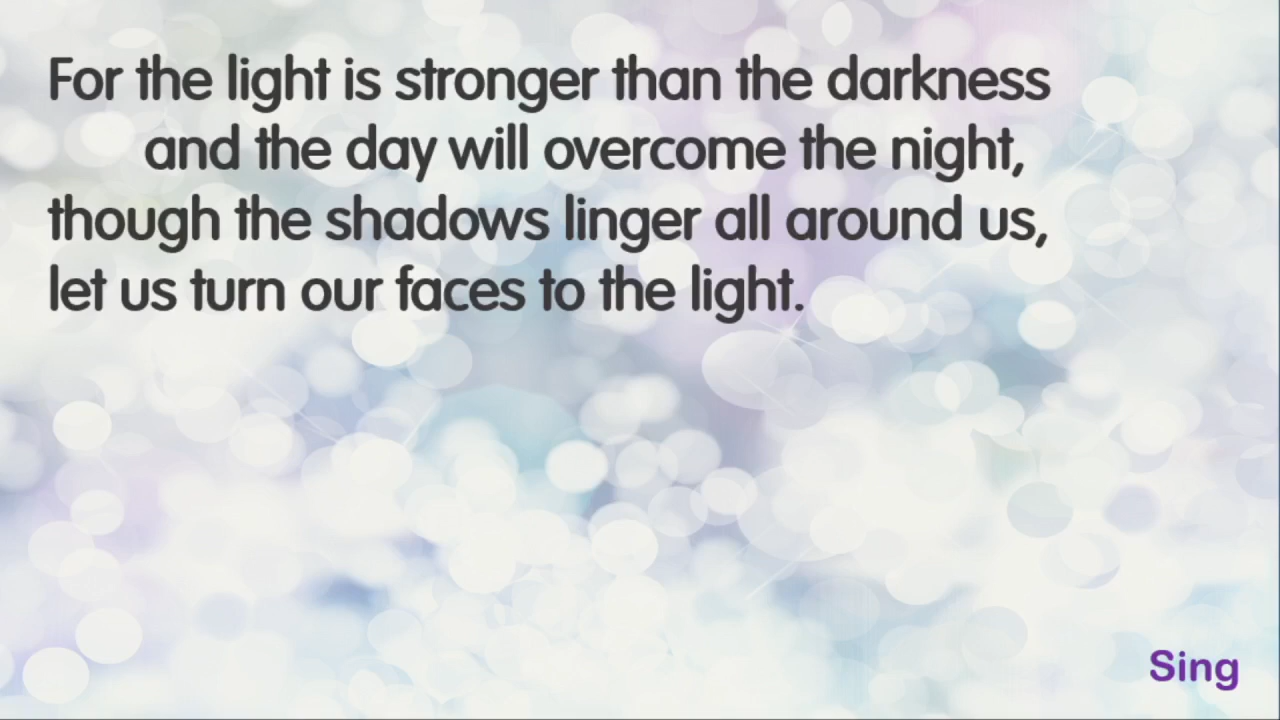 For the light is stronger than the darkness
and the day will overcome the night,
though the shadows linger all around us,
let us turn our faces to the light.
Sing